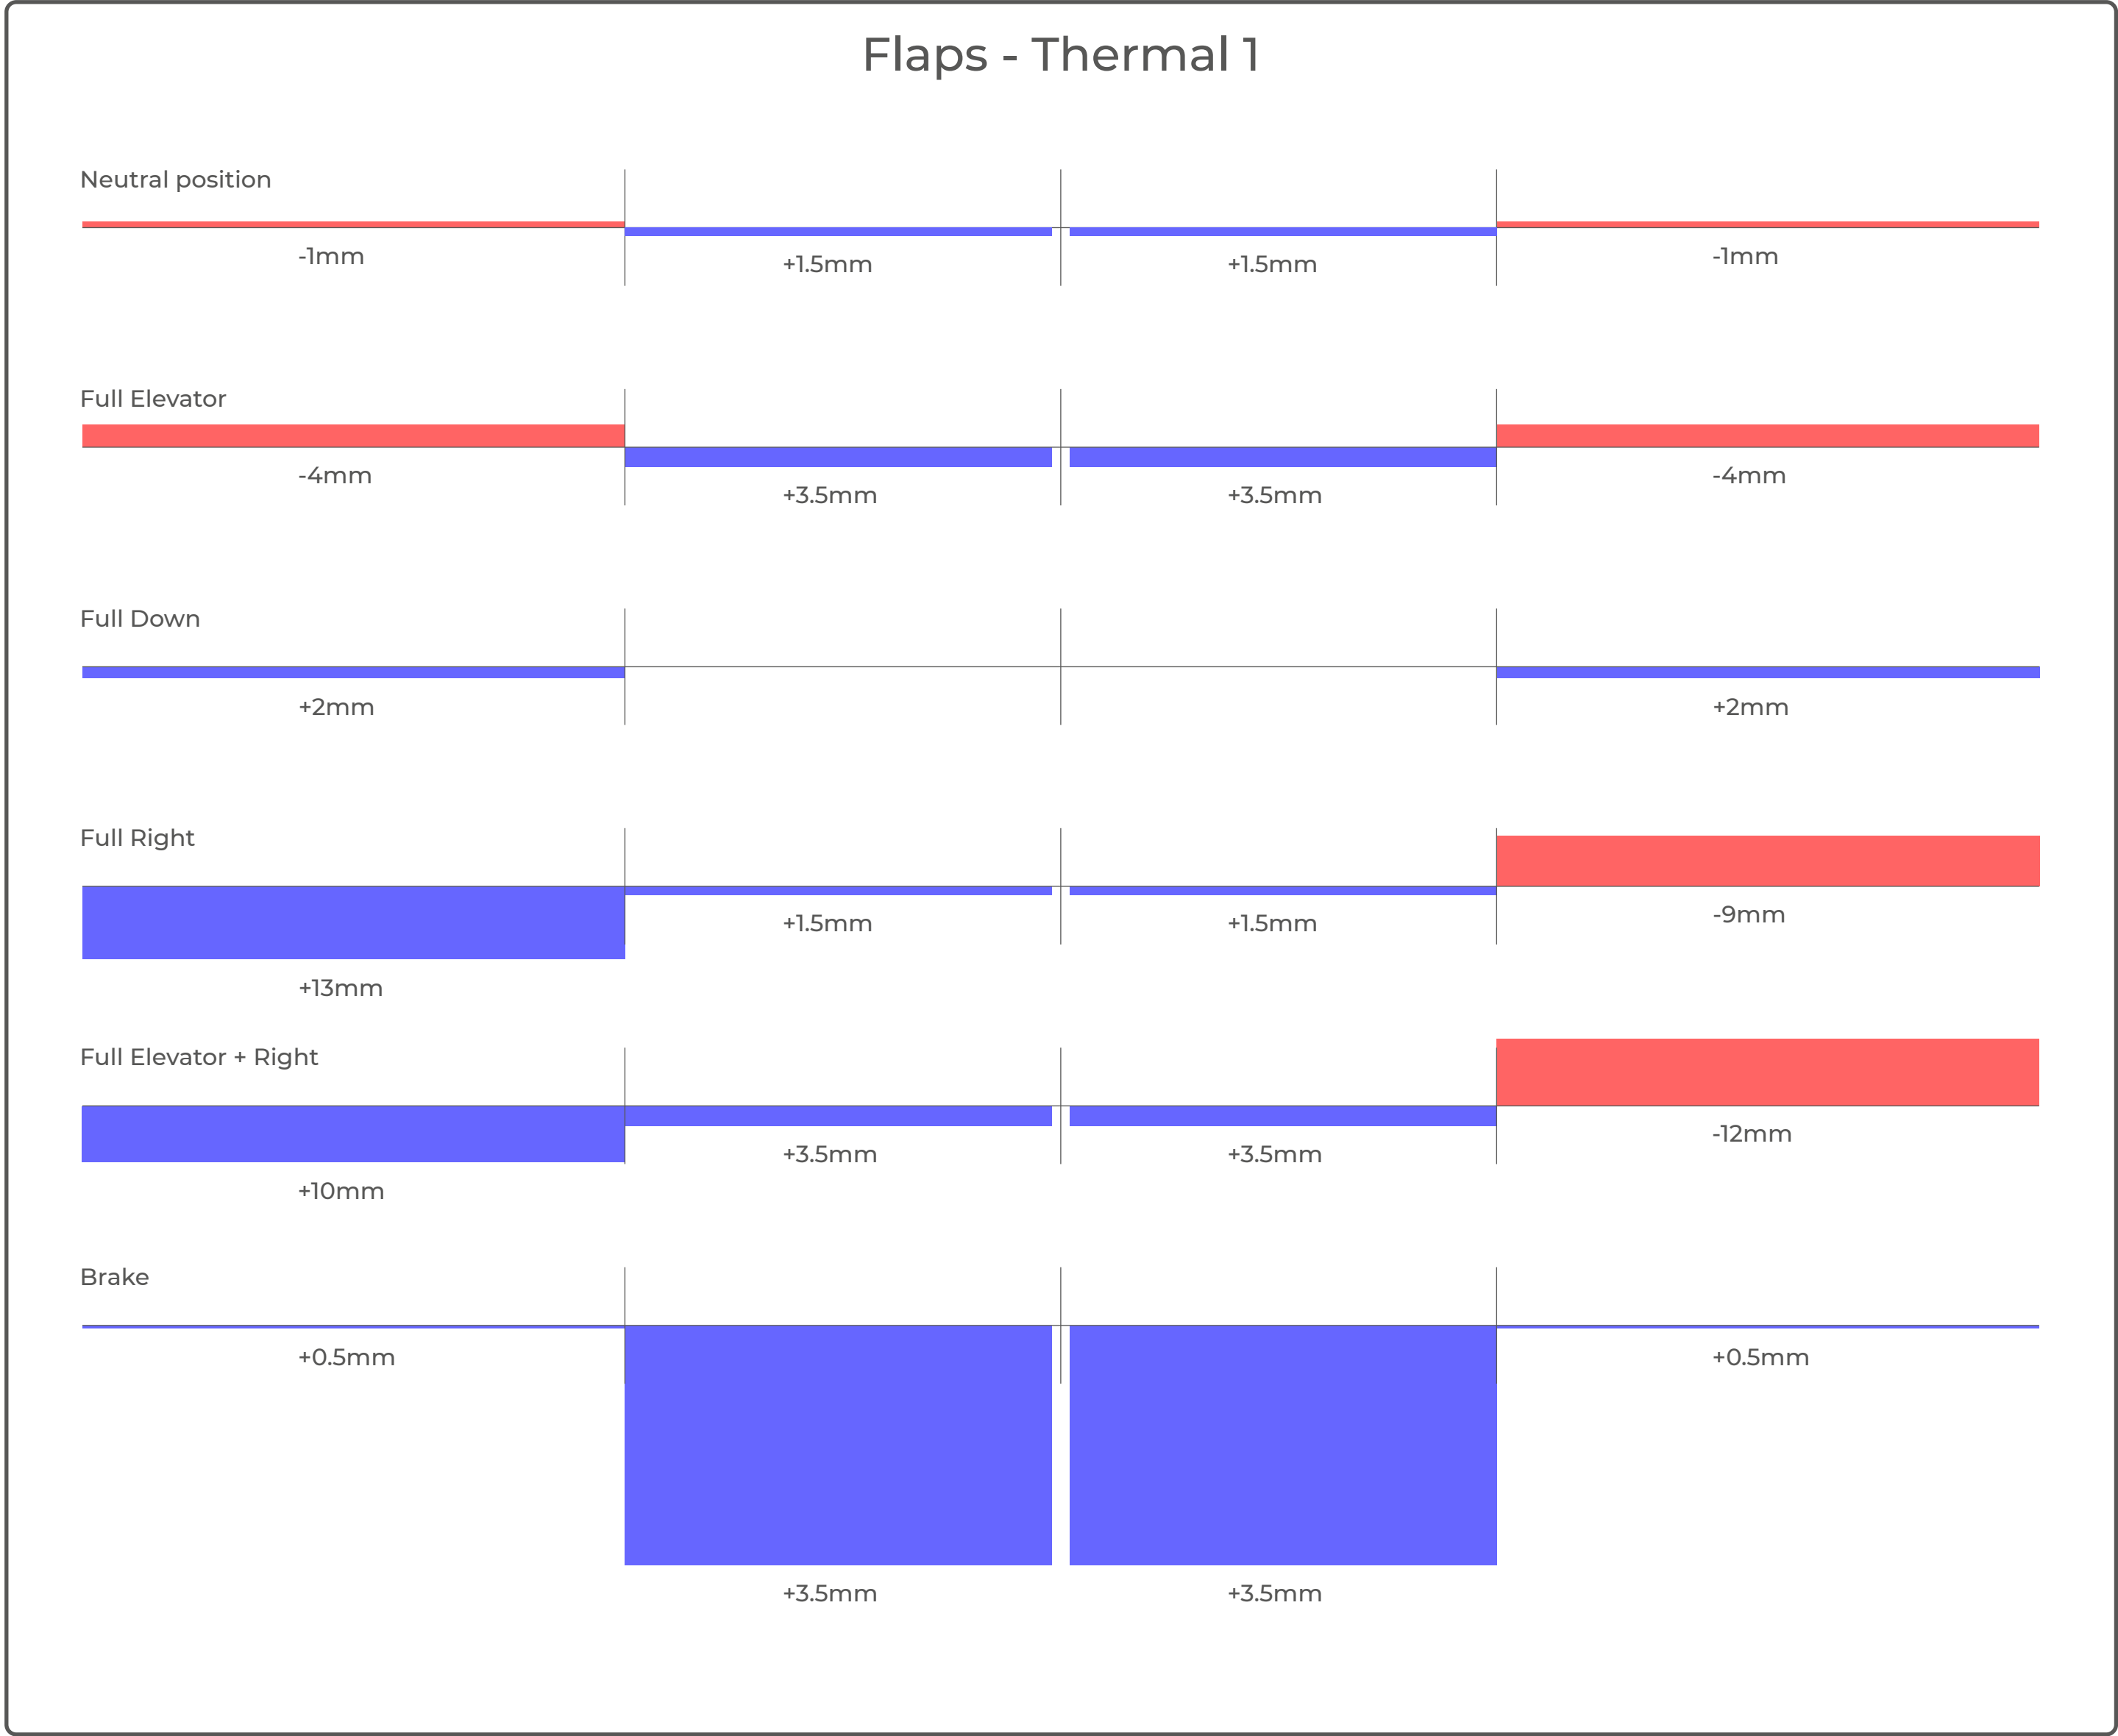 Flaps - Thermal 1
Neutral position
-1mm
+1.5mm
+1.5mm
-1mm
Full Elevator
-4mm
+3.5mm
+3.5mm
-4mm
Full Down
+2mm
+2mm
Full Right
+13mm
+1.5mm
+1.5mm
-9mm
Full Elevator + Right
+10mm
+3.5mm
+3.5mm
-12mm
Brake
+0.5mm
+3.5mm
+3.5mm
+0.5mm